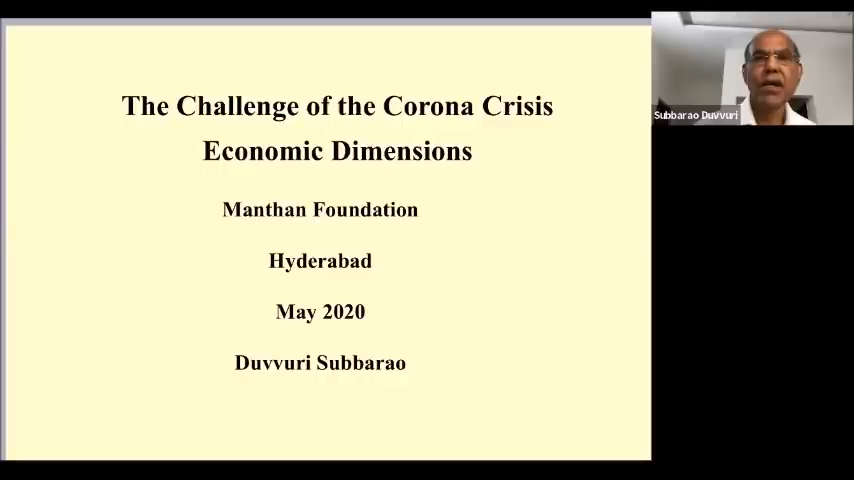 The Challenge of the Corona Crisis
Economic Dimensions
Manthan Foundation
Hyderabad
May 2020
Duvvuri Subbarao
Subbarao Duvvuri